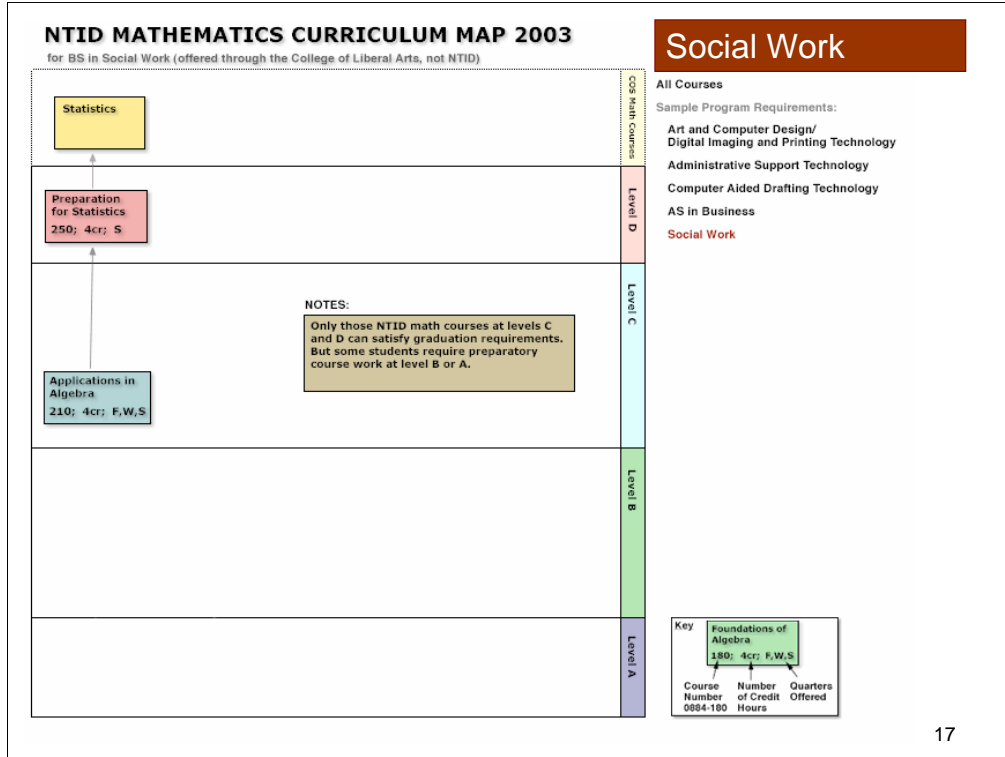 NTID MATHEMATICS CURRICULUM MAP 2003
for BS in Social Work (offered through the College of Liberal Arts, not NTID)
Social Work
All Courses
Sample Program Requirements:
Art and Computer Design/
Digital Imaging and Printing Technology
Administrative Support Technology
Computer Aided Drafting Technology
AS in Business
Social Work
COS Math Courses
Statistics
Level D
Preparation
for Statistics
250; 4cr; S
Level C
NOTES:
Only those NTID math courses at levels C
and D can satisfy graduation requirements.
But some students require preparatory
course work at level B or A.
Applications in
Algebra
210; 4cr; F,W,S
Level B
Level A
Key
Foundations of
Algebra
180; 4cr; F,W,S
Course
Number
0884-180
Number
of Credit
Hours
Quarters
Offered
17